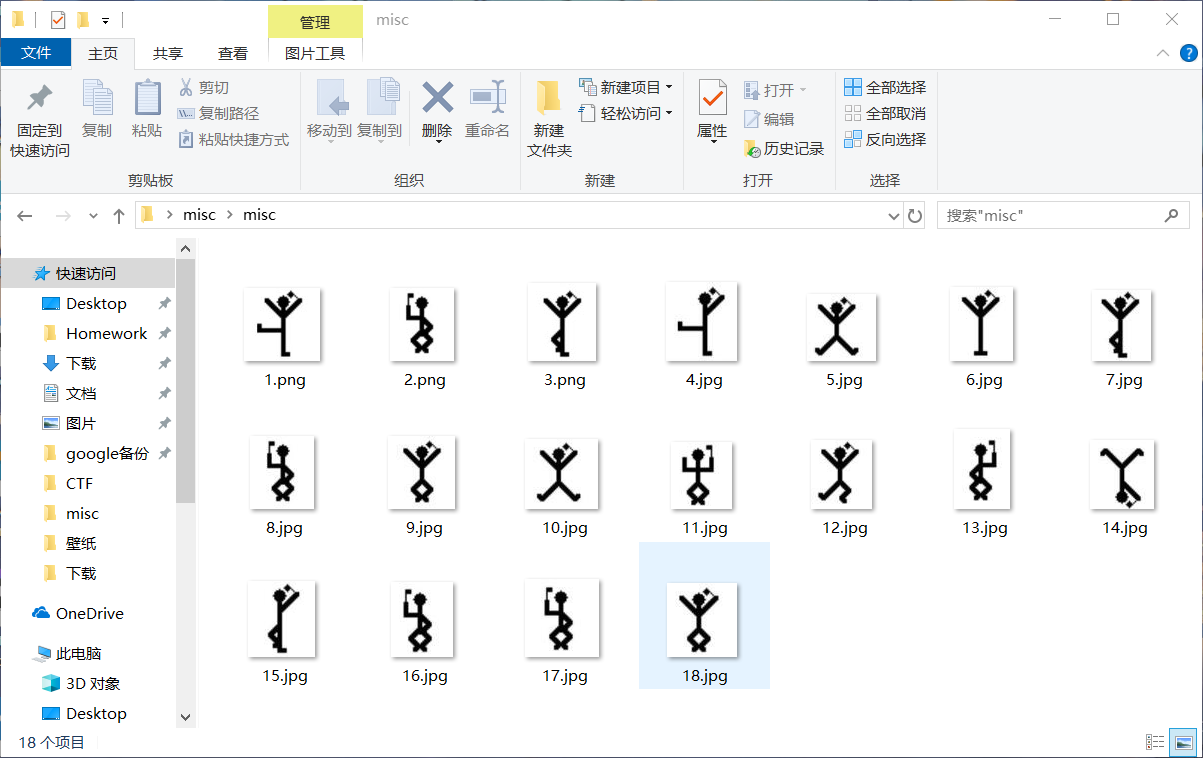 管理
misc
文件
主页
共享
查看
图片工具
固定到
快速访问
复制
粘贴
剪切
复制路径
粘贴快捷方式
剪贴板
移动到
复制到
删除
重命名
组织
新建
文件夹
新建项目
轻松访问
新建
属性
打开
编辑
历史记录
打开
全部选择
全部取消
反向选择
选择
misc
misc
搜索"misc"
快速访问
Desktop
Homework
下载
文档
图片
google备份
CTF
misc
壁纸
下载
OneDrive
此电脑
3D 对象
Desktop
1.png
2.png
3.png
4.jpg
5.jpg
6.jpg
7.jpg
8.jpg
9.jpg
10.jpg
11.jpg
12.jpg
13.jpg
14.jpg
15.jpg
16.jpg
17.jpg
18.jpg
18 个项目